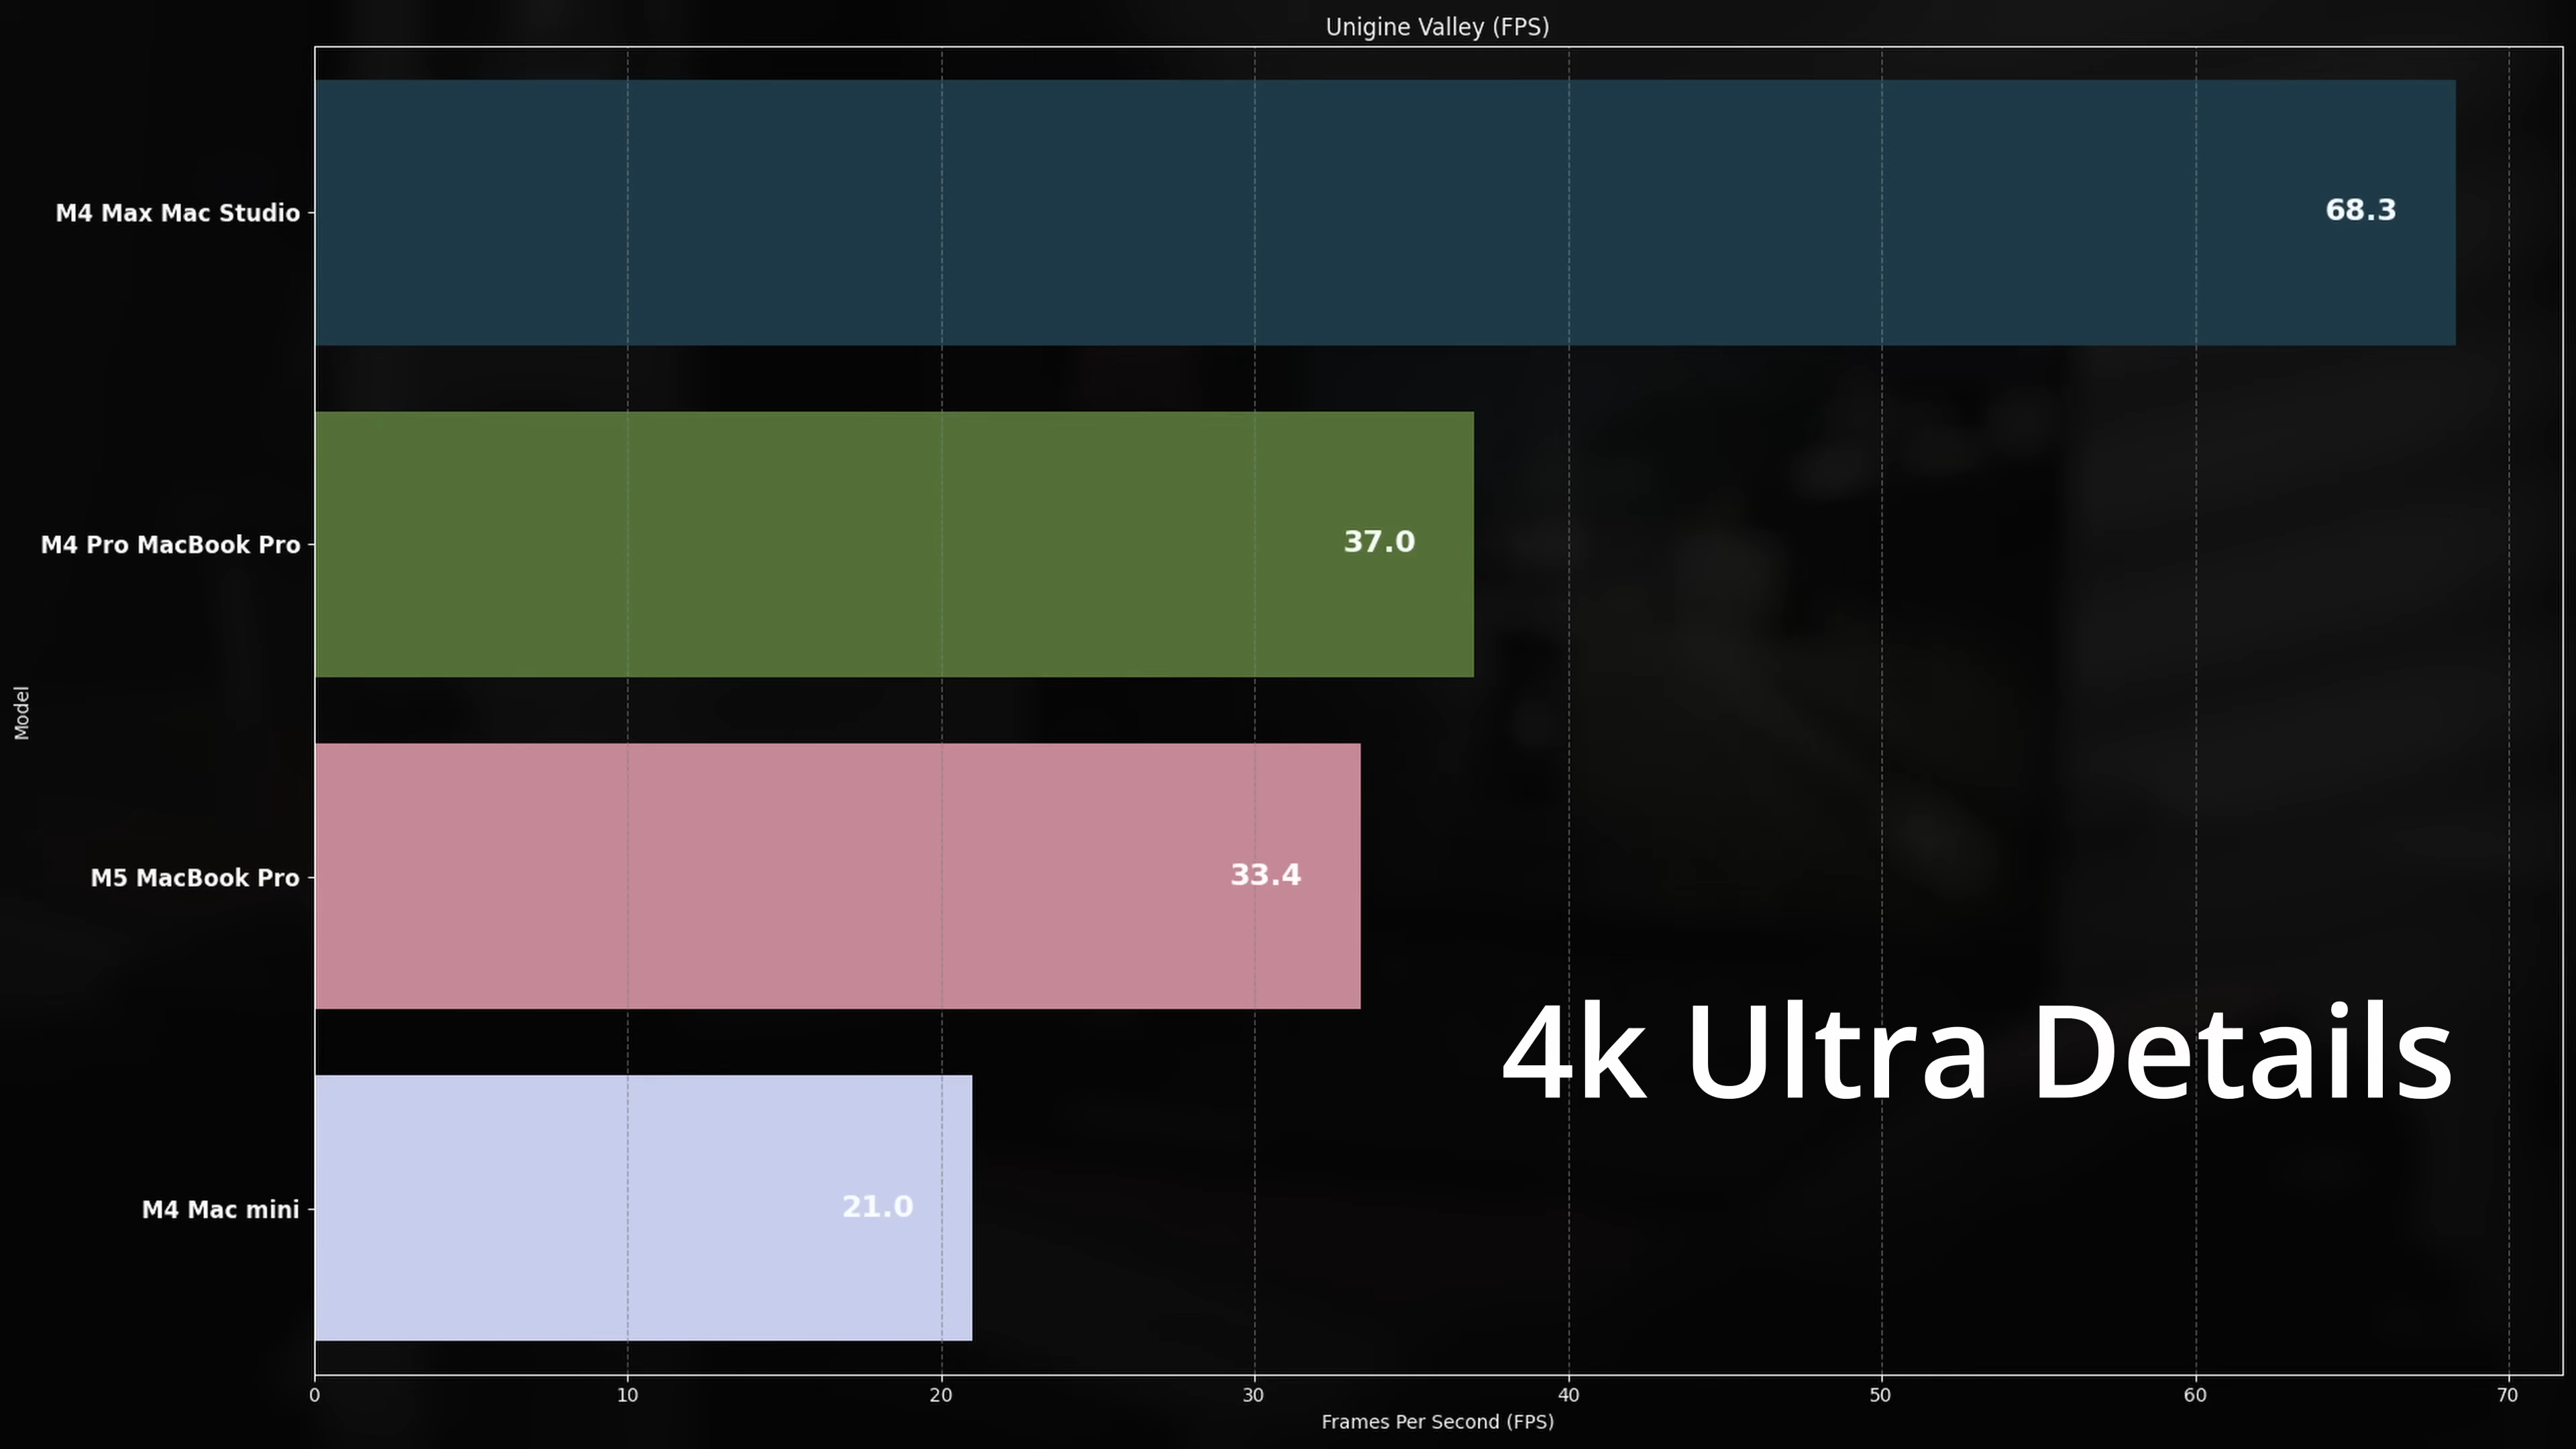 Unigine Valley (FPS)
M4 Max Mac Studio
68.3
M4 Pro MacBook Pro
37.0
Model
M5 MacBook Pro
33.4
4k Ultra Details
M4 Mac mini
21.0
0 10 20 30 40 50 60 70
Frames Per Second (FPS)